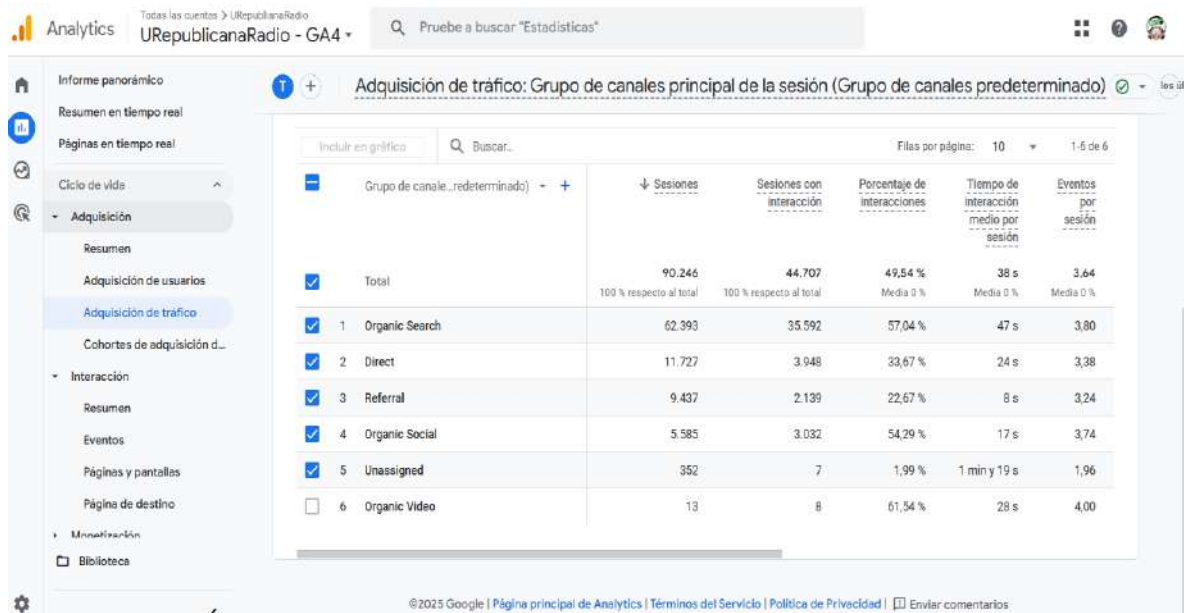 Todas las cuentas > URepublicanaRadio
Analytics
URepublicanaRadio - GA4
Prueba a buscar "Estadísticas"
Informe panorámico
Resumen en tiempo real
Páginas en tiempo real
Ciclo de vida
Adquisición
Resumen
Adquisición de usuarios
Adquisición de tráfico
Cohortes de adquisición d...
Interacción
Resumen
Eventos
Páginas y pantallas
Página de destino
Monetización
Biblioteca
T
Adquisición de tráfico: Grupo de canales principal de la sesión (Grupo de canales predeterminado)
los úl
Incluir en gráfico
Buscar...
Filas por página: 10
1-6 de 6
Grupo de canale...redeterminado)
Sesiones
Sesiones con interacción
Porcentaje de interacciones
Tiempo de interacción medio por sesión
Eventos por sesión
Total 90.246 44.707 49,54 % 38 s 3,64
100 % respecto al total 100 % respecto al total Media 0 % Media 0 % Media 0 %
1 Organic Search 62.393 35.592 57,04 % 47 s 3,80
2 Direct 11.727 3.948 33,67 % 24 s 3,38
3 Referral 9.437 2.139 22,67 % 8 s 3,24
4 Organic Social 5.585 3.032 54,29 % 17 s 3,74
5 Unassigned 352 7 1,99 % 1 min y 19 s 1,96
6 Organic Video 13 8 61,54 % 28 s 4,00
©2025 Google | Página principal de Analytics | Términos del Servicio | Política de Privacidad | Enviar comentarios